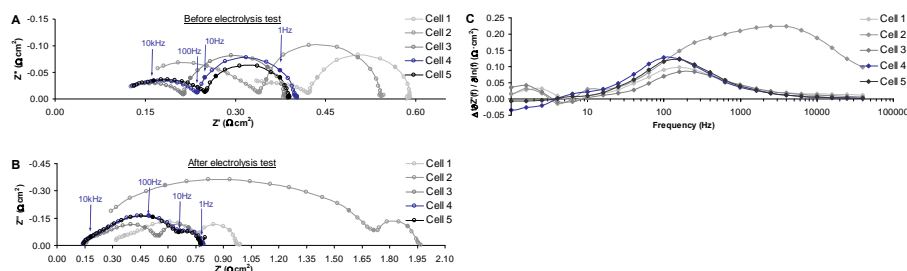 A
Before electrolysis test
-0.15
-0.10
-0.05
0.00
Z'' (Ωcm²)
10kHz
100Hz
10Hz
1Hz
Cell 1
Cell 2
Cell 3
Cell 4
Cell 5
0.00
0.15
0.30
0.45
0.60
Z' (Ωcm²)
B
After electrolysis test
-0.45
-0.30
-0.15
0.00
Z'' (Ωcm²)
10kHz
100Hz
10Hz
1Hz
Cell 1
Cell 2
Cell 3
Cell 4
Cell 5
0.00
0.15
0.30
0.45
0.60
0.75
0.90
1.05
1.20
1.35
1.50
1.65
1.80
1.95
2.10
Z' (Ωcm²)
C
0.25
0.20
0.15
0.10
0.05
0.00
-0.05
1
10
100
1000
10000
100000
Frequency (Hz)
Cell 1
Cell 2
Cell 3
Cell 4
Cell 5